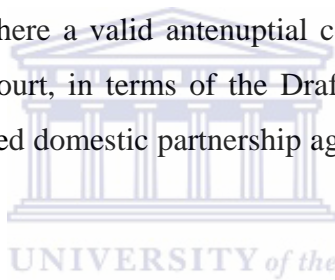 here a valid antenuptial c
ourt, in terms of the Draf
ed domestic partnership ag
UNIVERSITY of the